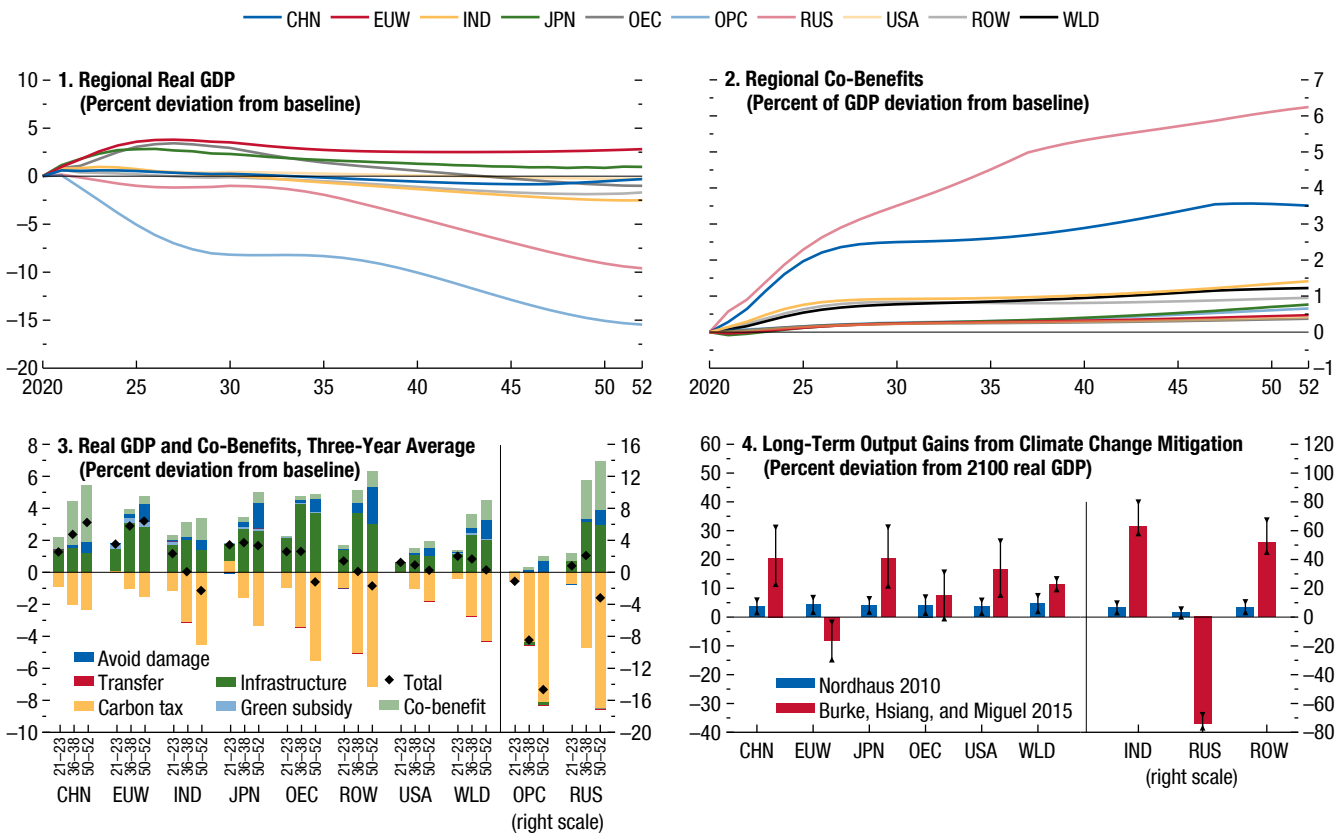 CHN EUW IND JPN OEC OPC RUS USA ROW WLD
1. Regional Real GDP
(Percent deviation from baseline)
10
5
0
–5
–10
–15
–20
2020 25 30 35 40 45 50 52
2. Regional Co-Benefits
(Percent of GDP deviation from baseline)
7
6
5
4
3
2
1
0
–1
2020 25 30 35 40 45 50 52
3. Real GDP and Co-Benefits, Three-Year Average
(Percent deviation from baseline)
8
6
4
2
0
–2
–4
–6
–8
–10
16
12
8
4
0
–4
–8
–12
–16
–20
Avoid damage
Transfer Infrastructure Total
Carbon tax Green subsidy Co-benefit
21–23 36–38 50–52 21–23 36–38 50–52 21–23 36–38 50–52 21–23 36–38 50–52 21–23 36–38 50–52 21–23 36–38 50–52 21–23 36–38 50–52 21–23 36–38 50–52 21–23 36–38 50–52 21–23 36–38 50–52
CHN EUW IND JPN OEC ROW USA WLD OPC RUS
(right scale)
4. Long-Term Output Gains from Climate Change Mitigation
(Percent deviation from 2100 real GDP)
60
50
40
30
20
10
0
–10
–20
–30
–40
120
100
80
60
40
20
0
–20
–40
–60
–80
Nordhaus 2010
Burke, Hsiang, and Miguel 2015
CHN EUW JPN OEC USA WLD IND RUS ROW
(right scale)